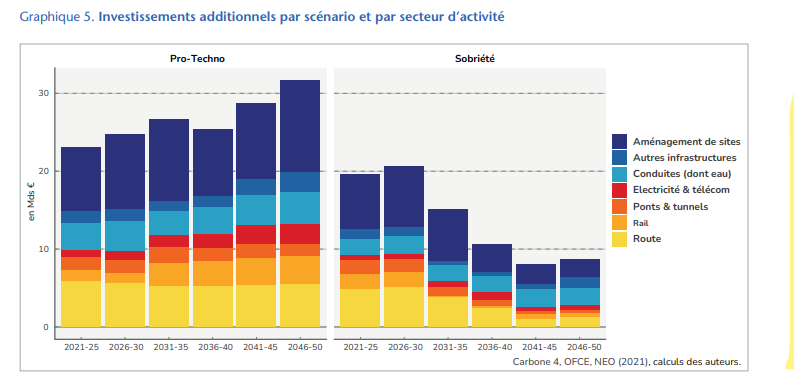 Graphique 5. Investissements additionnels par scénario et par secteur d'activité
Pro-Techno
Sobriété
en Mds €
30
20
10
0
2021-25 2026-30 2031-35 2036-40 2041-45 2046-50
2021-25 2026-30 2031-35 2036-40 2041-45 2046-50
Aménagement de sites
Autres infrastructures
Conduites (dont eau)
Electricité & télécom
Ponts & tunnels
Rail
Route
Carbone 4, OFCE, NEO (2021), calculs des auteurs.